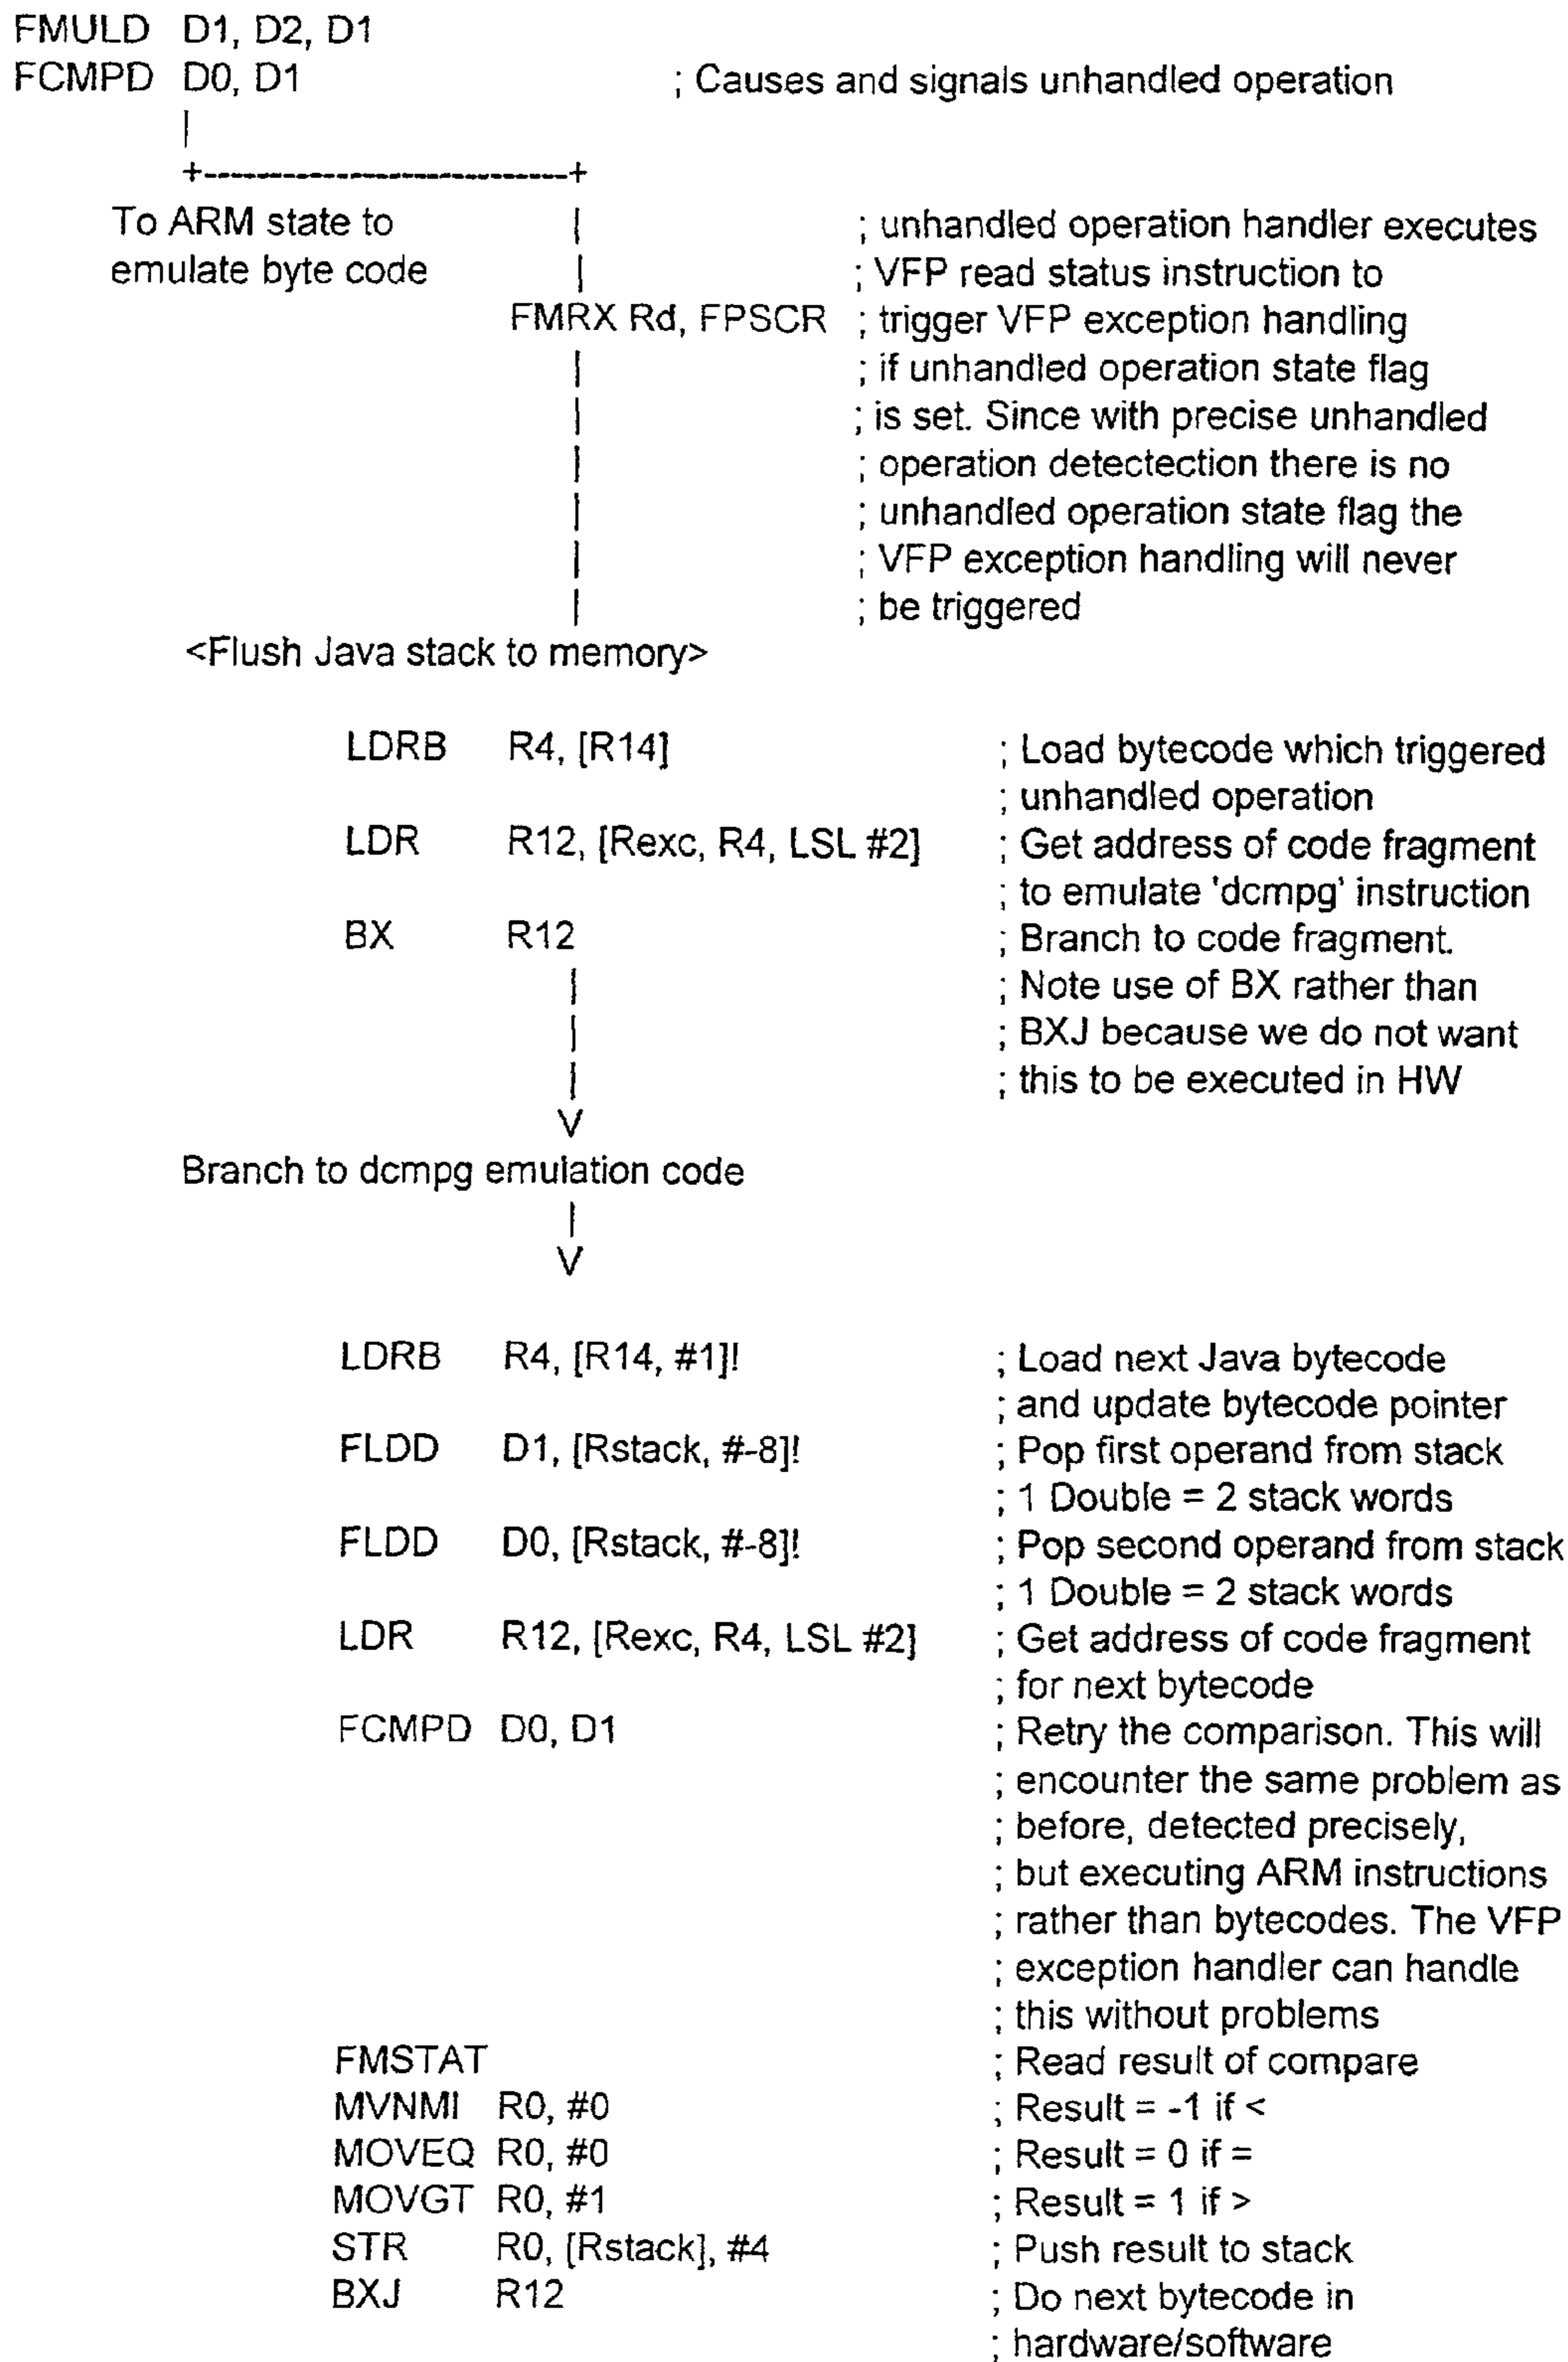 FMULD D1, D2, D1
FCMPD D0, D1 ; Causes and signals unhandled operation
|
+---------------------------+
To ARM state to | ; unhandled operation handler executes
emulate byte code | ; VFP read status instruction to
FMRX Rd, FPSCR ; trigger VFP exception handling
| ; if unhandled operation state flag
| ; is set. Since with precise unhandled
| ; operation detectection there is no
| ; unhandled operation state flag the
| ; VFP exception handling will never
| ; be triggered
<Flush Java stack to memory>
LDRB R4, [R14] ; Load bytecode which triggered
; unhandled operation
LDR R12, [Rexc, R4, LSL #2] ; Get address of code fragment
; to emulate 'dcmpg' instruction
BX R12 ; Branch to code fragment.
| ; Note use of BX rather than
| ; BXJ because we do not want
| ; this to be executed in HW
V
Branch to dcmpg emulation code
|
V
LDRB R4, [R14, #1]! ; Load next Java bytecode
; and update bytecode pointer
FLDD D1, [Rstack, #-8]! ; Pop first operand from stack
; 1 Double = 2 stack words
FLDD D0, [Rstack, #-8]! ; Pop second operand from stack
; 1 Double = 2 stack words
LDR R12, [Rexc, R4, LSL #2] ; Get address of code fragment
; for next bytecode
FCMPD D0, D1 ; Retry the comparison. This will
; encounter the same problem as
; before, detected precisely,
; but executing ARM instructions
; rather than bytecodes. The VFP
; exception handler can handle
; this without problems
FMSTAT ; Read result of compare
MVNMI R0, #0 ; Result = -1 if <
MOVEQ R0, #0 ; Result = 0 if =
MOVGT R0, #1 ; Result = 1 if >
STR R0, [Rstack], #4 ; Push result to stack
BXJ R12 ; Do next bytecode in
; hardware/software